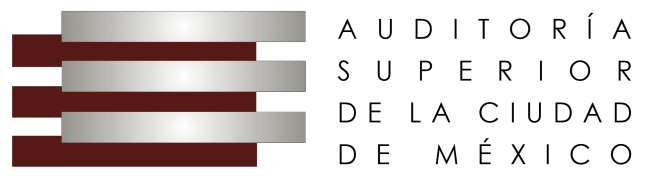 AUDITORÍA
SUPERIOR
DE LA CIUDAD
DE MÉXICO